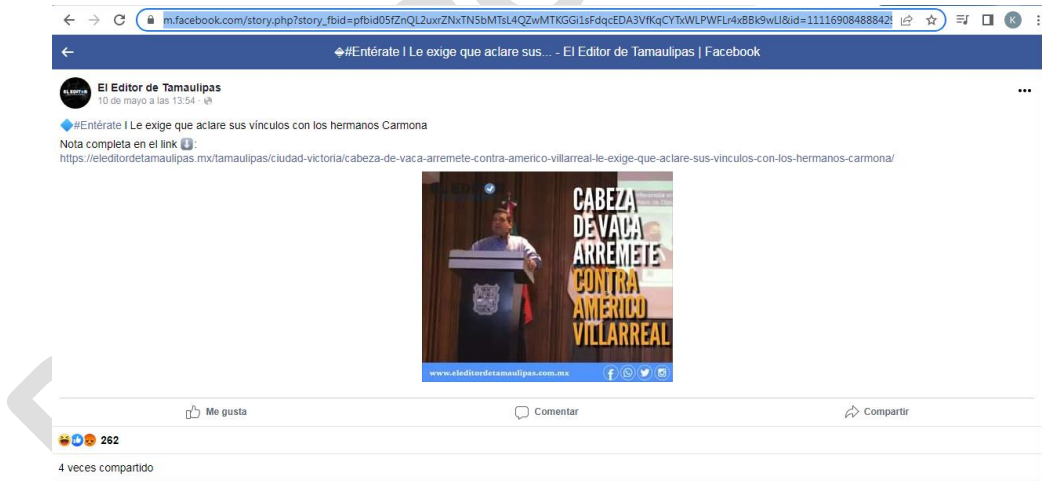 m.facebook.com/story.php?story_fbid=pfbid05fZnQL2uxrZNxTN5bMTsL4QZwMTKGGi1sFdqcEDA3VfKqCYTxWLPWFLr4xBBk9wLl&id=11116908488842
K
#Entérate l Le exige que aclare sus... - El Editor de Tamaulipas | Facebook
El Editor de Tamaulipas
10 de mayo a las 13:54 ·
#Entérate l Le exige que aclare sus vínculos con los hermanos Carmona
Nota completa en el link ⬇️:
https://eleditordetamaulipas.mx/tamaulipas/ciudad-victoria/cabeza-de-vaca-arremete-contra-americo-villarreal-le-exige-que-aclare-sus-vinculos-con-los-hermanos-carmona/
CABEZA
DE VACA
ARREMETE
CONTRA
AMÉRICO
VILLARREAL
www.eleditordetamaulipas.com.mx
Me gusta
Comentar
Compartir
262
4 veces compartido